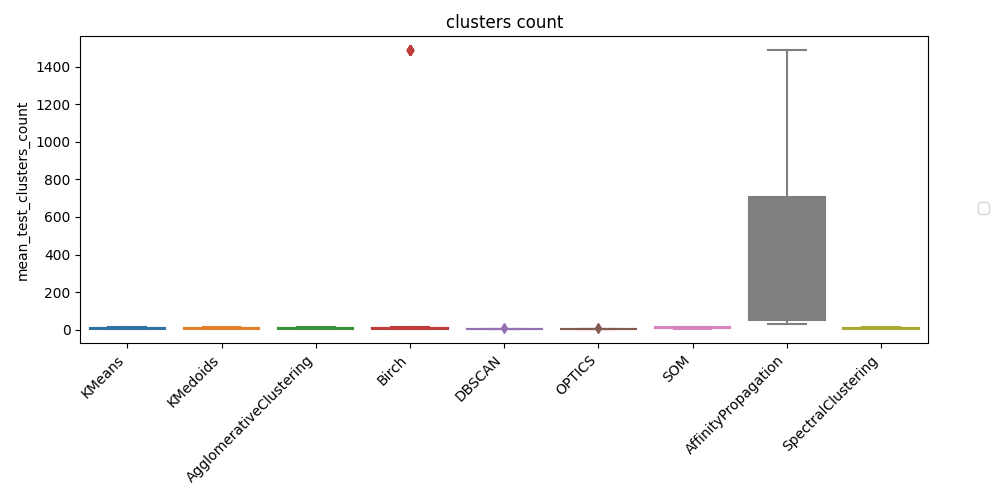 clusters count
mean_test_clusters_count
1400
1200
1000
800
600
400
200
0
KMeans
KMedoids
AgglomerativeClustering
Birch
DBSCAN
OPTICS
SOM
AffinityPropagation
SpectralClustering